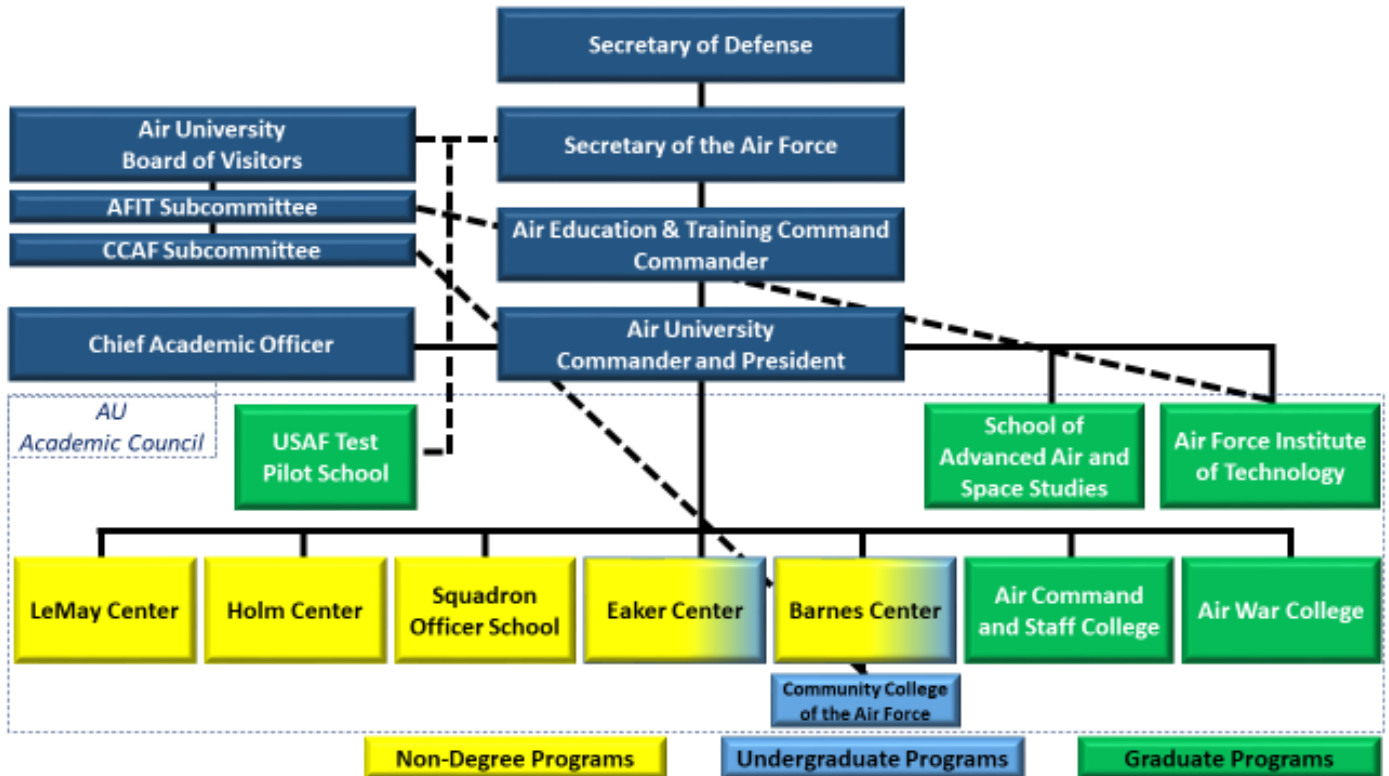 Secretary of Defense
Air University
Board of Visitors
Secretary of the Air Force
AFIT Subcommittee
CCAF Subcommittee
Air Education & Training Command
Commander
Chief Academic Officer
Air University
Commander and President
AU
Academic Council
USAF Test
Pilot School
School of
Advanced Air and
Space Studies
Air Force Institute
of Technology
LeMay Center
Holm Center
Squadron
Officer School
Eaker Center
Barnes Center
Air Command
and Staff College
Air War College
Community College
of the Air Force
Non-Degree Programs
Undergraduate Programs
Graduate Programs